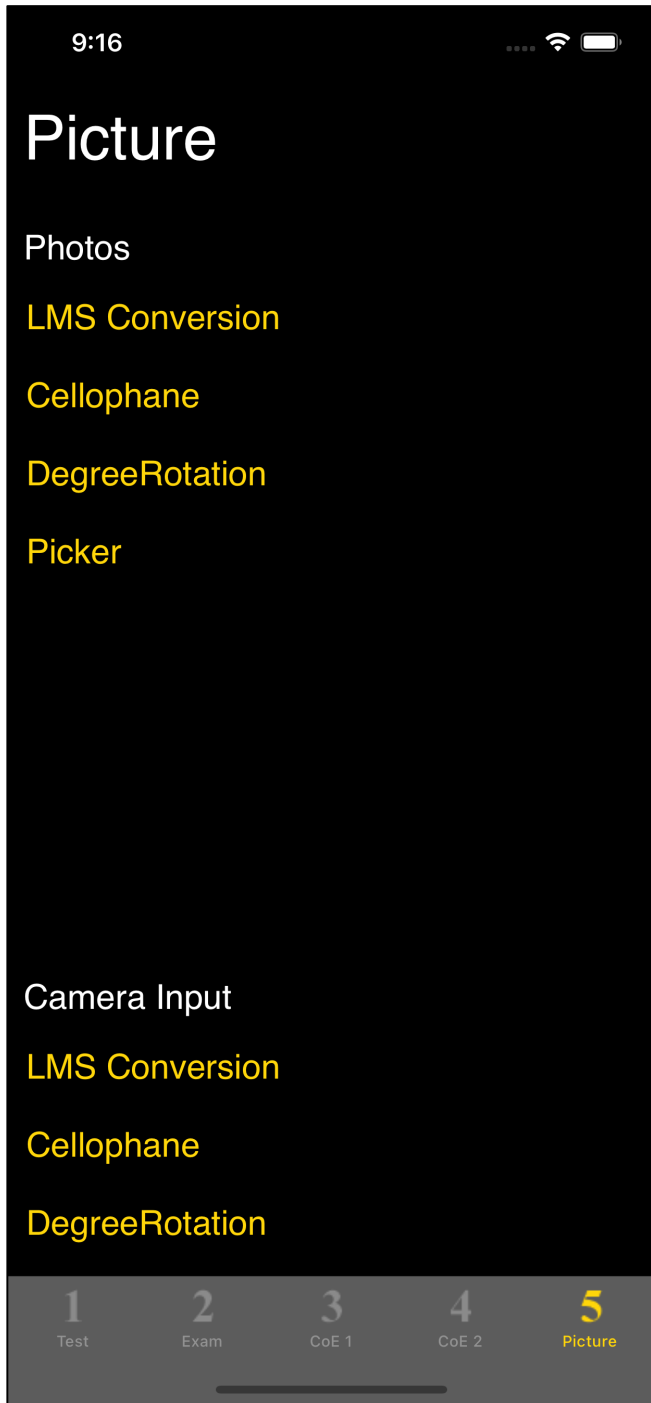 9:16
Picture
Photos
LMS Conversion
Cellophane
DegreeRotation
Picker
Camera Input
LMS Conversion
Cellophane
DegreeRotation
1 2 3 4 5
Test Exam CoE 1 CoE 2 Picture